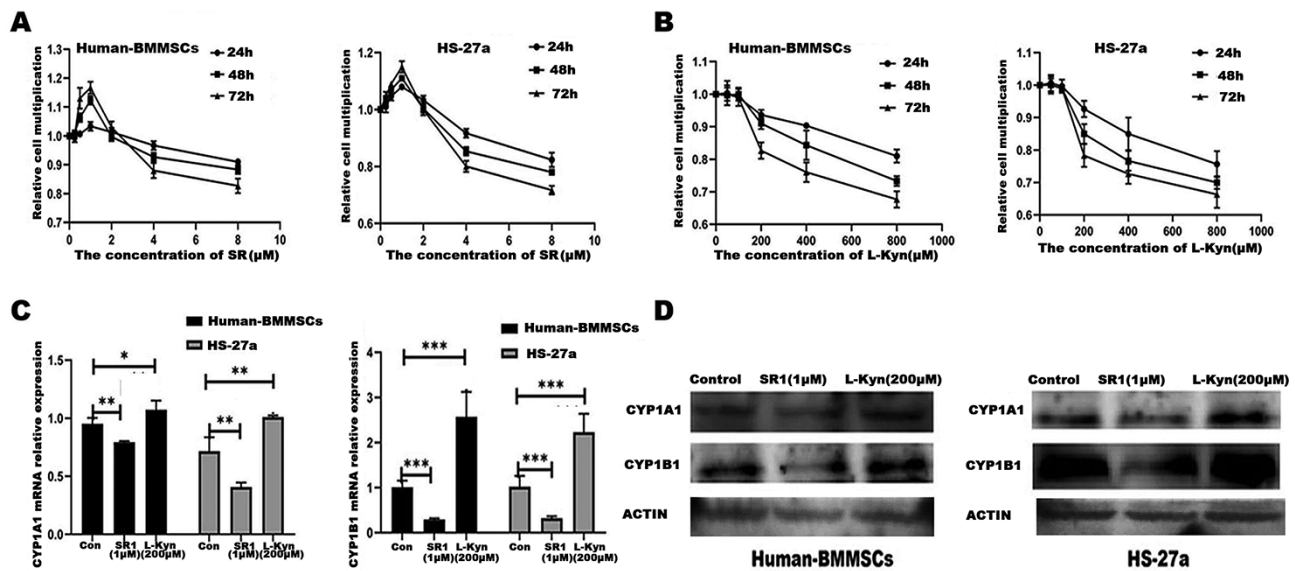 A
Human-BMMSCs
24h
48h
72h
Relative cell multiplication
1.3
1.2
1.1
1.0
0.9
0.8
0.7
0 2 4 6 8 10
The concentration of SR(μM)
HS-27a
24h
48h
72h
Relative cell multiplication
1.2
1.0
0.8
0.6
0 2 4 6 8 10
The concentration of SR(μM)
B
Human-BMMSCs
24h
48h
72h
Relative cell multiplication
1.1
1.0
0.9
0.8
0.7
0.6
0 200 400 600 800 1000
The concentration of L-Kyn(μM)
HS-27a
24h
48h
72h
Relative cell multiplication
1.1
1.0
0.9
0.8
0.7
0.6
0 200 400 600 800 1000
The concentration of L-Kyn(μM)
C
Human-BMMSCs
HS-27a
CYP1A1 mRNA relative expression
1.5
1.0
0.5
0.0
*
**
**
**
Con SR1 L-Kyn Con SR1 L-Kyn
(1μM)(200μM) (1μM)(200μM)
Human-BMMSCs
HS-27a
CYP1B1 mRNA relative expression
4
3
2
1
0
***
***
***
***
Con SR1 L-Kyn Con SR1 L-Kyn
(1μM)(200μM) (1μM)(200μM)
D
Control SR1(1μM) L-Kyn(200μM)
CYP1A1
CYP1B1
ACTIN
Human-BMMSCs
Control SR1(1μM) L-Kyn(200μM)
CYP1A1
CYP1B1
ACTIN
HS-27a